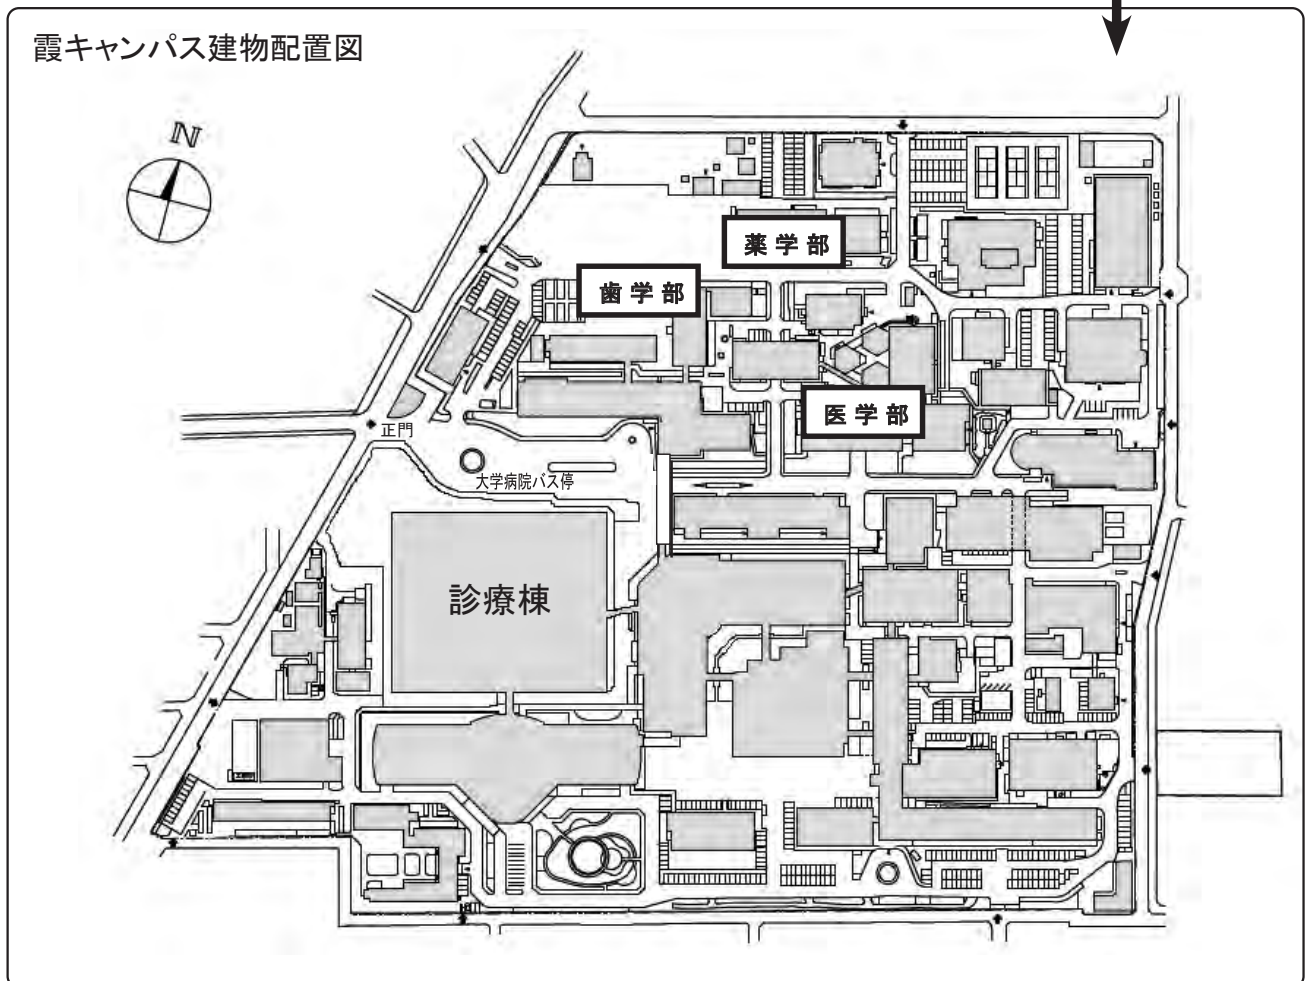 霞キャンパス建物配置図
N
薬学部
歯学部
医学部
正門
大学病院バス停
診療棟